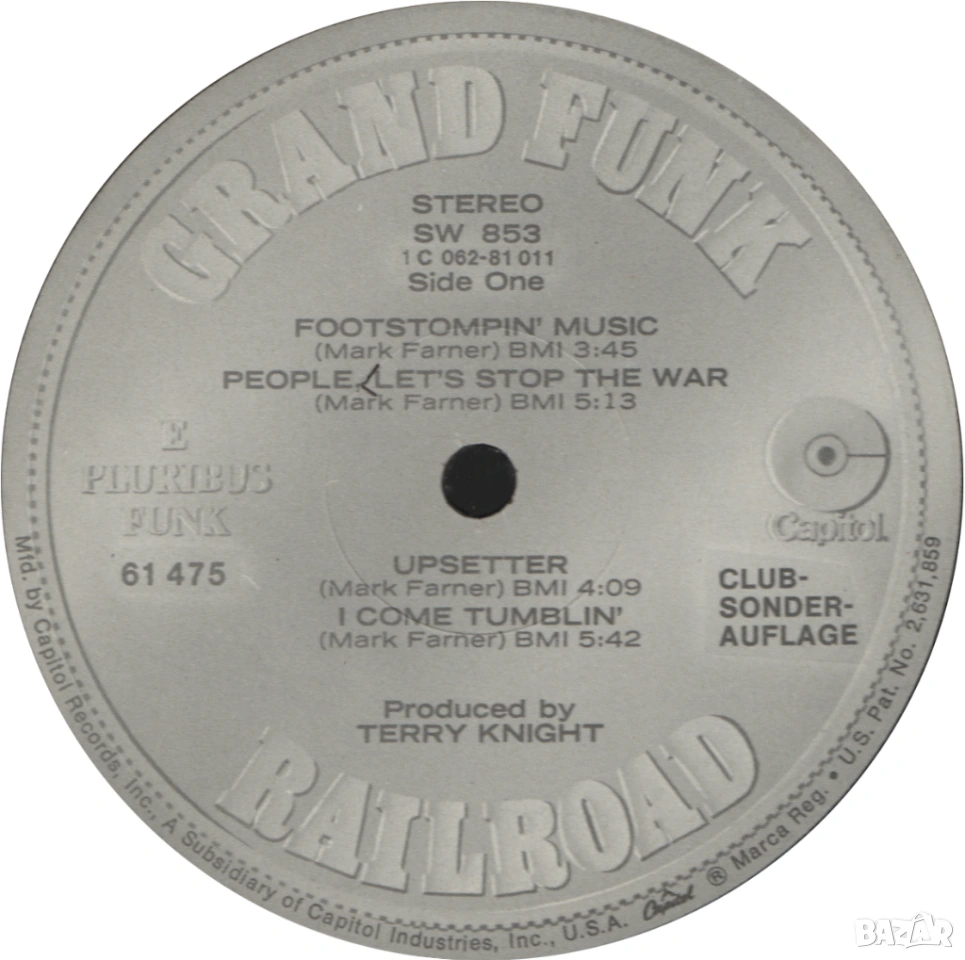 GRAND FUNK
STEREO
SW 853
1 C 062-81 011
Side One
FOOTSTOMPIN' MUSIC
(Mark Farner) BMI 3:45
PEOPLE, LET'S STOP THE WAR
(Mark Farner) BMI 5:13
E
PLURIBUS
FUNK
61 475
Capitol
UPSETTER
(Mark Farner) BMI 4:09
I COME TUMBLIN'
(Mark Farner) BMI 5:42
CLUB-
SONDER-
AUFLAGE
Produced by
TERRY KNIGHT
RAILROAD
Mfd. by Capitol Records, Inc., A Subsidiary of Capitol Industries, Inc., U.S.A. Capitol ® Marca Reg. • U.S. Pat. No. 2,631,859
BAZAR